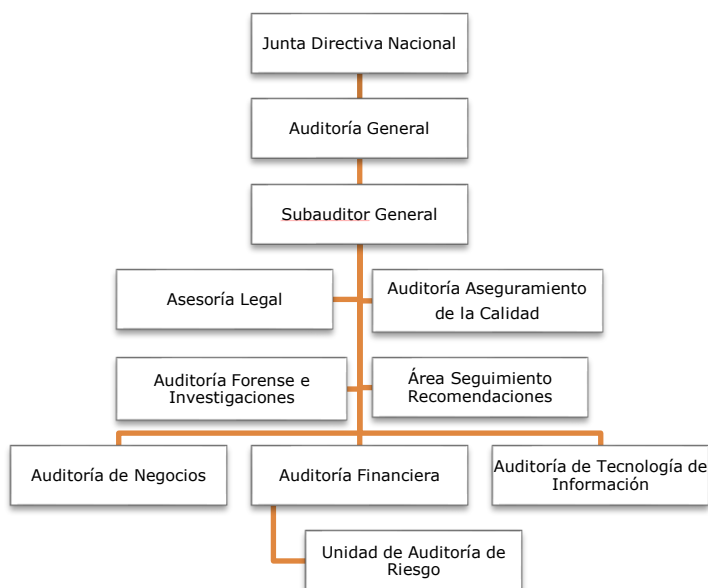 Junta Directiva Nacional
Auditoría General
Subauditor General
Asesoría Legal
Auditoría Aseguramiento
de la Calidad
Auditoría Forense e
Investigaciones
Área Seguimiento
Recomendaciones
Auditoría de Negocios
Auditoría Financiera
Auditoría de Tecnología de
Información
Unidad de Auditoría de
Riesgo